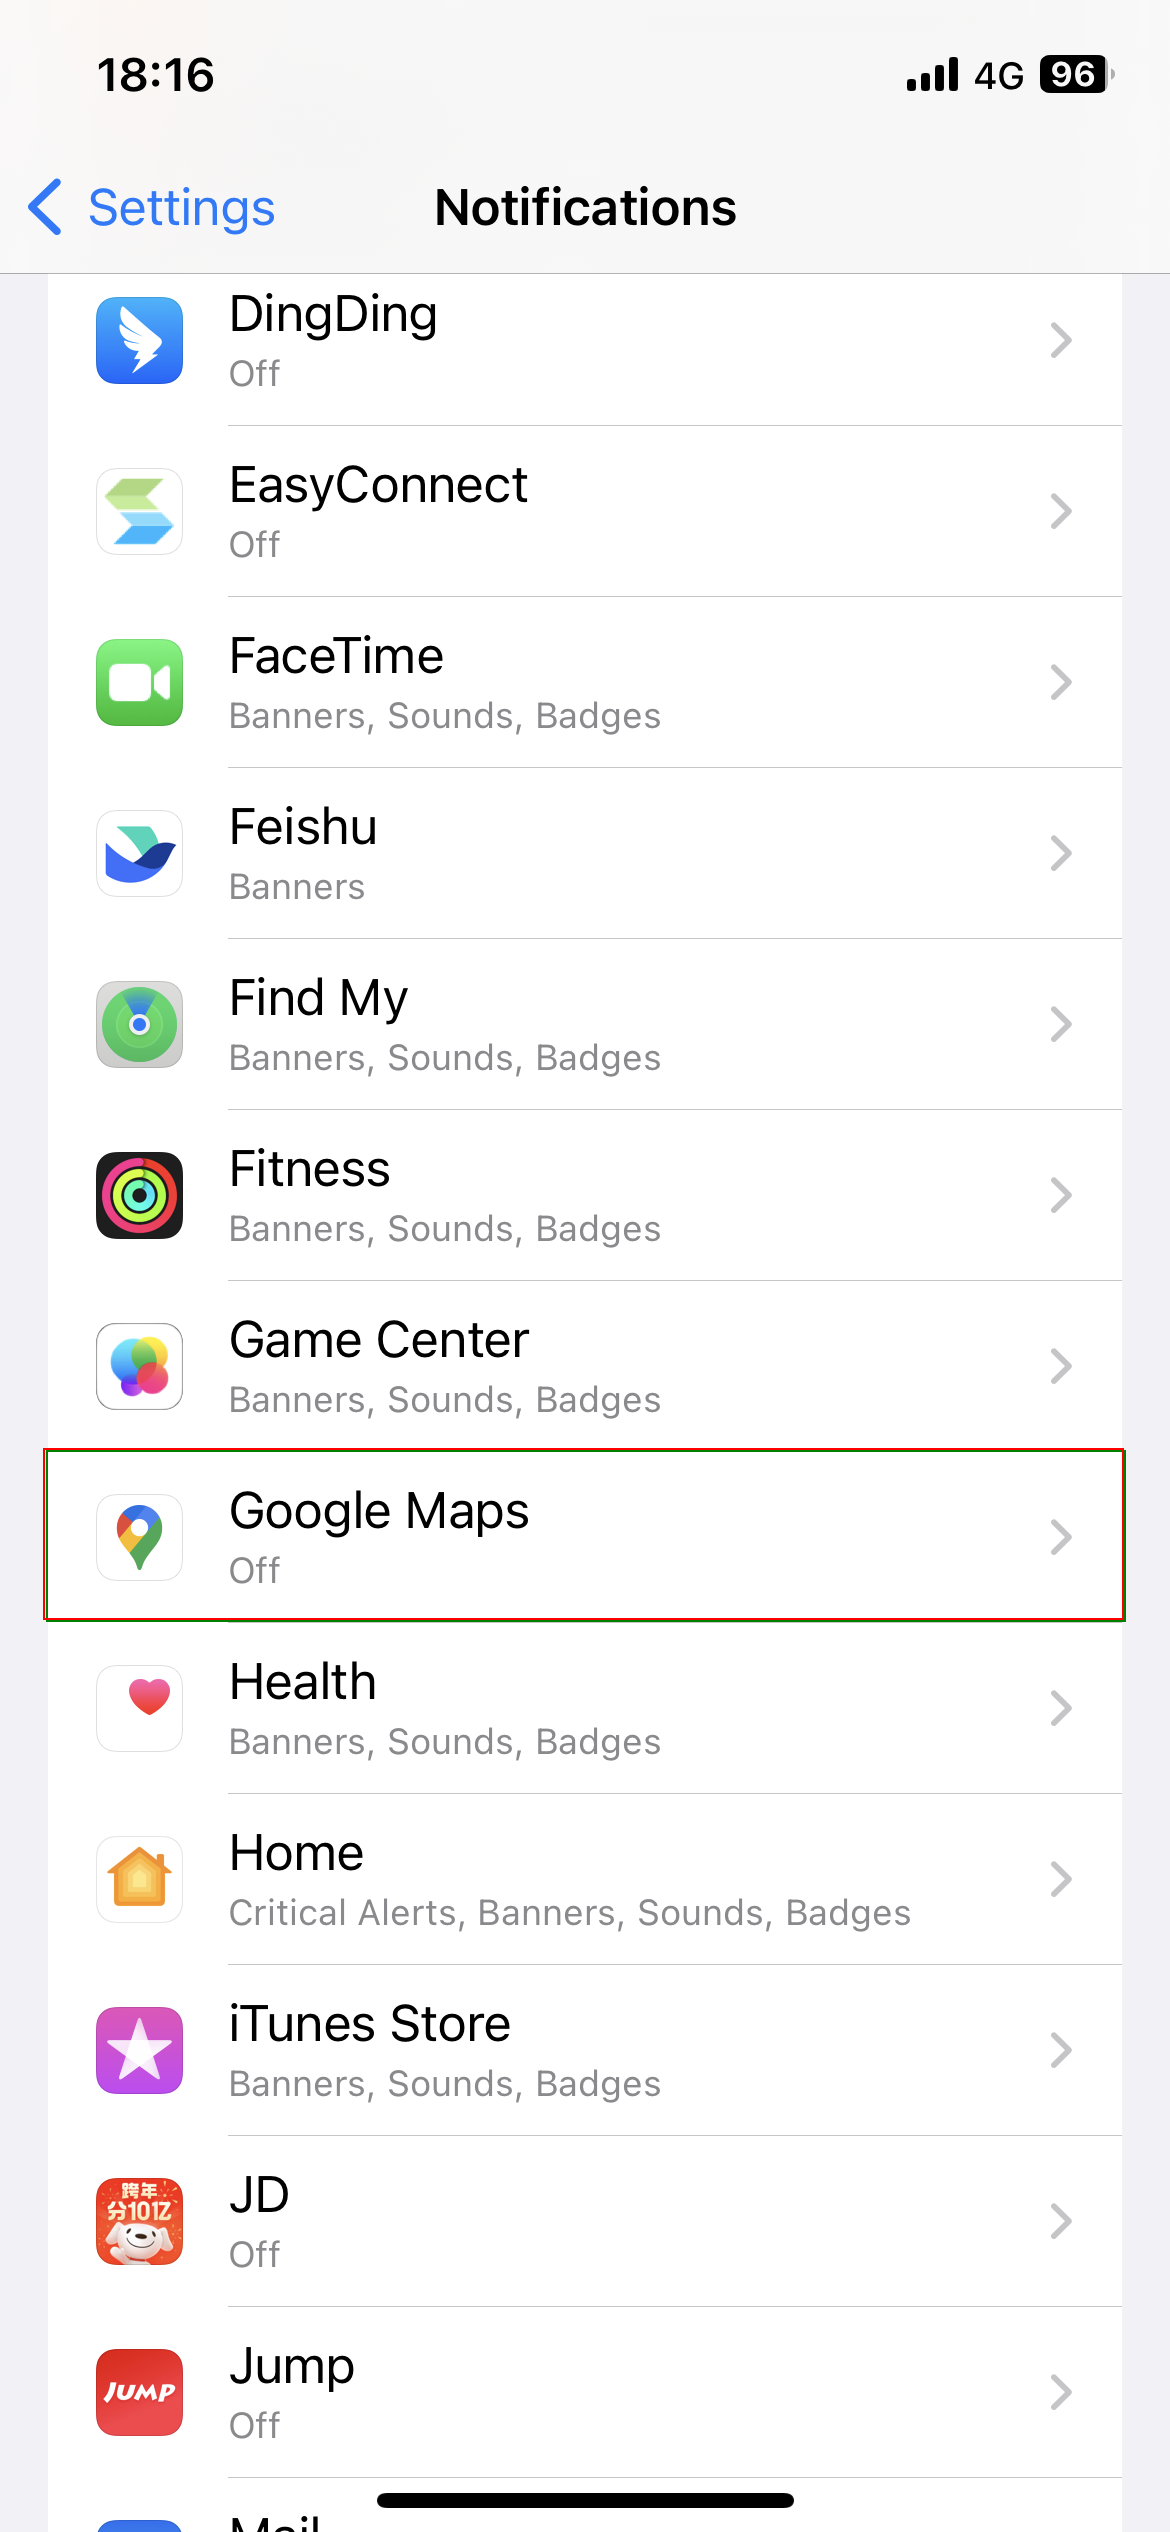 18:16
4G 96
Settings
Notifications
DingDing
Off
EasyConnect
Off
FaceTime
Banners, Sounds, Badges
Feishu
Banners
Find My
Banners, Sounds, Badges
Fitness
Banners, Sounds, Badges
Game Center
Banners, Sounds, Badges
Google Maps
Off
Health
Banners, Sounds, Badges
Home
Critical Alerts, Banners, Sounds, Badges
iTunes Store
Banners, Sounds, Badges
跨年
分10亿
JD
Off
JUMP
Jump
Off
Mail